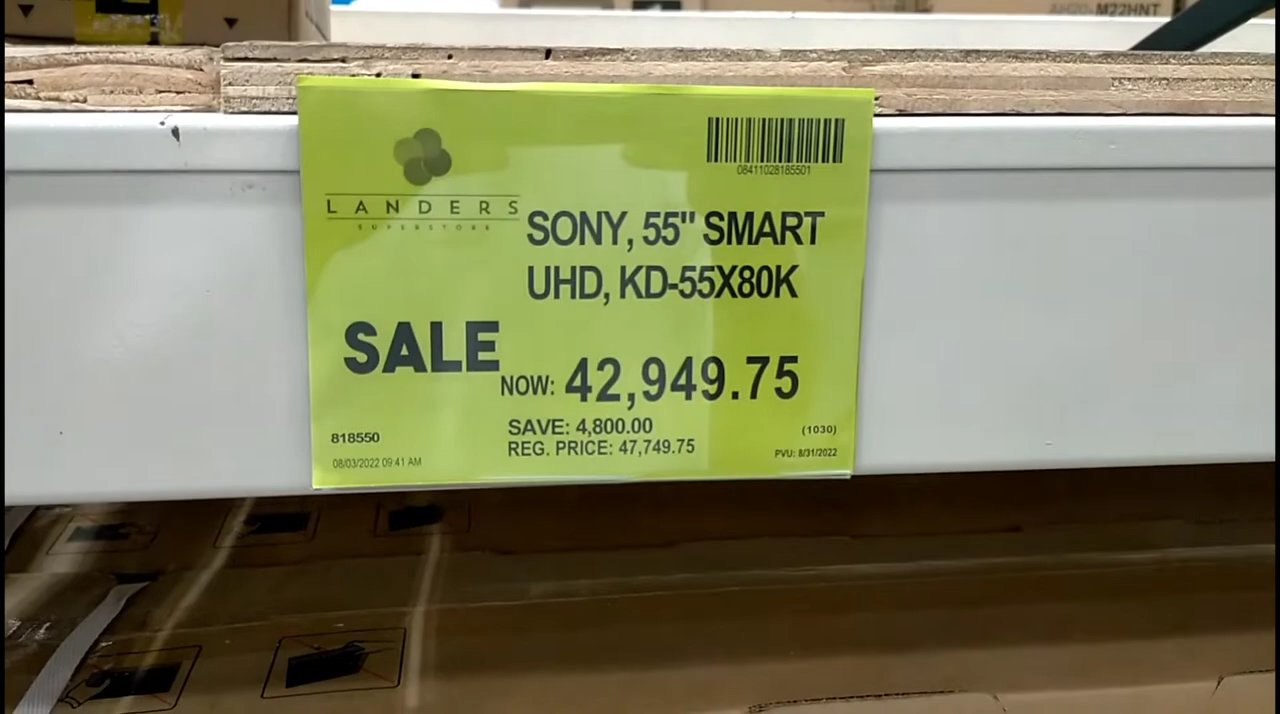 M22HNT
08411028185501
LANDERS
SUPERSTORE
SONY, 55" SMART
UHD, KD-55X80K
SALE
NOW: 42,949.75
SAVE: 4,800.00
REG. PRICE: 47,749.75
818550
(1030)
08/03/2022 09:41 AM
PVU: 8/31/2022